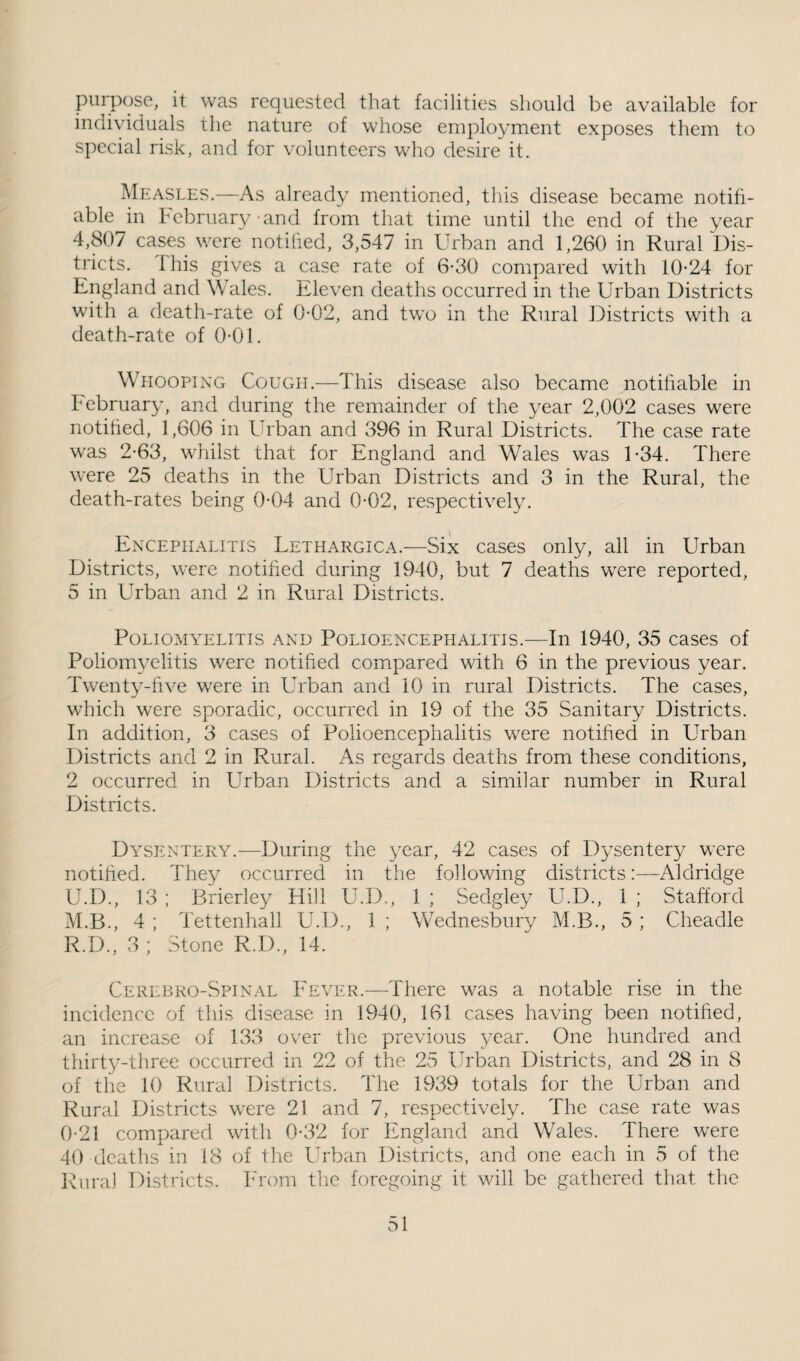 purpose, it was requested that facilities should be available for
individuals the nature of whose employment exposes them to
special risk, and for volunteers who desire it.
Measles.—As already mentioned, this disease became notifi-
able in February and from that time until the end of the year
4,807 cases were notified, 3,547 in Urban and 1,260 in Rural Dis-
tricts. This gives a case rate of 6·30 compared with 10·24 for
England and Wales. Eleven deaths occurred in the Urban Districts
with a death-rate of 0·02, and two in the Rural Districts with a
death-rate of 0·01.
Whooping Cough.—This disease also became notifiable in
February, and during the remainder of the year 2,002 cases were
notified, 1,606 in Urban and 396 in Rural Districts. The case rate
was 2·63, whilst that for England and Wales was 1·34. There
were 25 deaths in the Urban Districts and 3 in the Rural, the
death-rates being 0·04 and 0·02, respectively.
Encephalitis Lethargica.—Six cases only, all in Urban
Districts, were notified during 1940, but 7 deaths were reported,
5 in Urban and 2 in Rural Districts.
Poliomyelitis and Polioencephalitis.—In 1940, 35 cases of
Poliomyelitis were notified compared with 6 in the previous year.
Twenty-five were in Urban and 10 in rural Districts. The cases,
which were sporadic, occurred in 19 of the 35 Sanitary Districts.
In addition, 3 cases of Polioencephalitis were notified in Urban
Districts and 2 in Rural. As regards deaths from these conditions,
2 occurred in Urban Districts and a similar number in Rural
Districts.
Dysentery.—During the year, 42 cases of Dysentery were
notified. They occurred in the following districts:—Aldridge
U.D., 13 ; Brierley Hill U.D., 1 ; Sedgley U.D., 1 ; Stafford
M.B., 4 ; Tettenhall U.D., 1 ; Wednesbury M.B., 5 ; Cheadle
R.D., 3 ; Stone R.D., 14.
Cerebro-Spinal Fever.—There was a notable rise in the
incidence of this disease in 1940, 161 cases having been notified,
an increase of 133 over the previous year. One hundred and
thirty-three occurred in 22 of the 25 Urban Districts, and 28 in 8
of the 10 Rural Districts. The 1939 totals for the Urban and
Rural Districts were 21 and 7, respectively. The case rate was
0·21 compared with 0·32 for England and Wales. There were
40 deaths in 18 of the Urban Districts, and one each in 5 of the
Rural Districts. From the foregoing it will be gathered that the
51